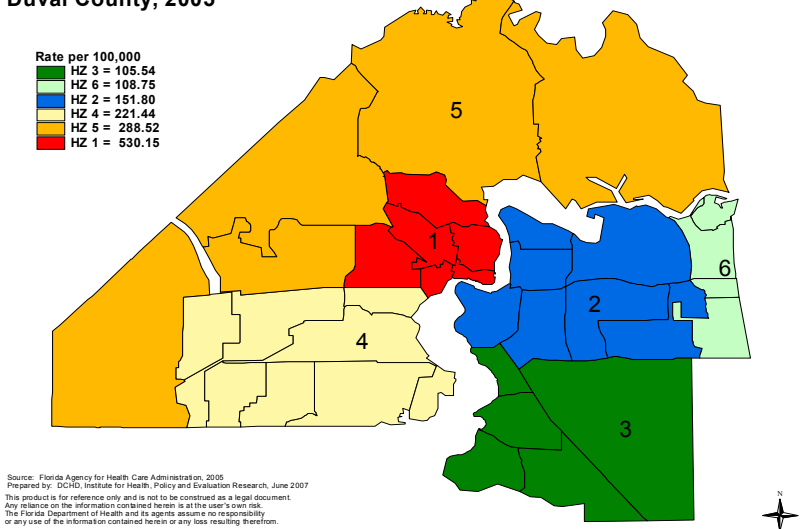 Duval County, 2005
Rate per 100,000
HZ 3 = 105.54
HZ 6 = 108.75
HZ 2 = 151.80
HZ 4 = 221.44
HZ 5 = 288.52
HZ 1 = 530.15
5
1
6
2
4
3
Source: Florida Agency for Health Care Administration, 2005
Prepared by: DCHD, Institute for Health, Policy and Evaluation Research, June 2007
This product is for reference only and is not to be construed as a legal document.
Any reliance on the information contained herein is at the user's own risk.
The Florida Department of Health and its agents assume no responsibility
or any use of the information contained herein or any loss resulting therefrom.
N